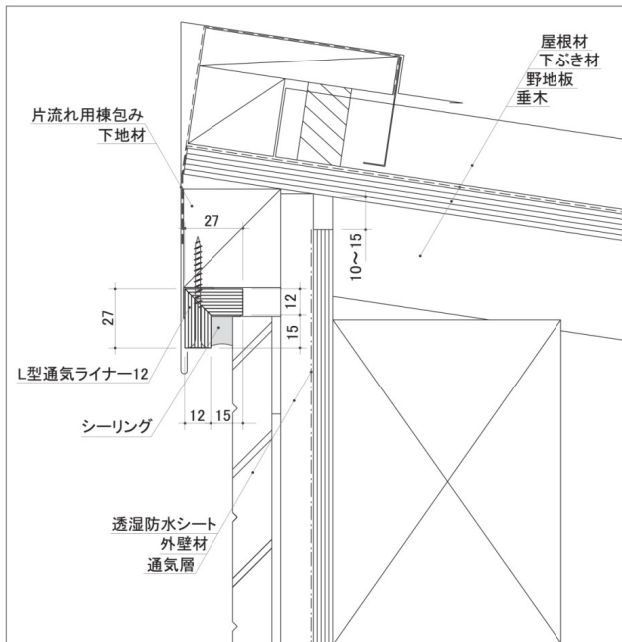 屋根材
下ぶき材
野地板
垂木
片流れ用棟包み
下地材
27
10～15
27
12
15
L型通気ライナー12
12 15
シーリング
透湿防水シート
外壁材
通気層